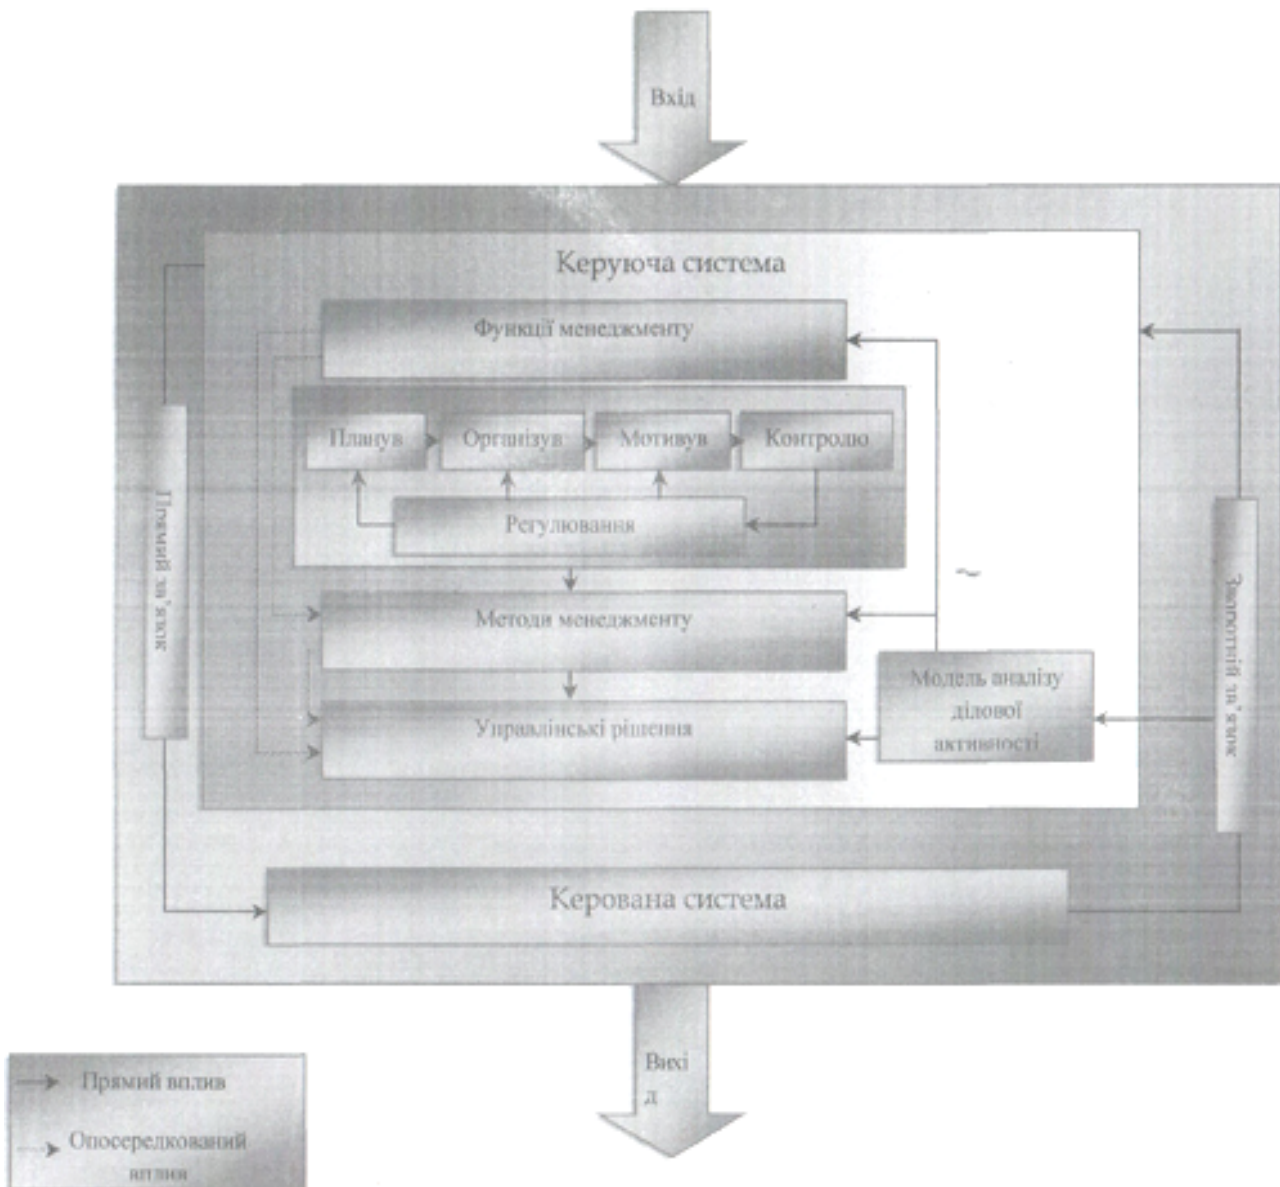 Вхід
Керуюча система
Функції менеджменту
Планув
Організув
Мотивув
Контролю
Регулювання
Методи менеджменту
Управлінські рішення
Модель аналізу
ділової
активності
Прямий зв'язок
Зворотній зв'язок
Керована система
Вихі
д
Прямий вплив
Опосередкований
вплив